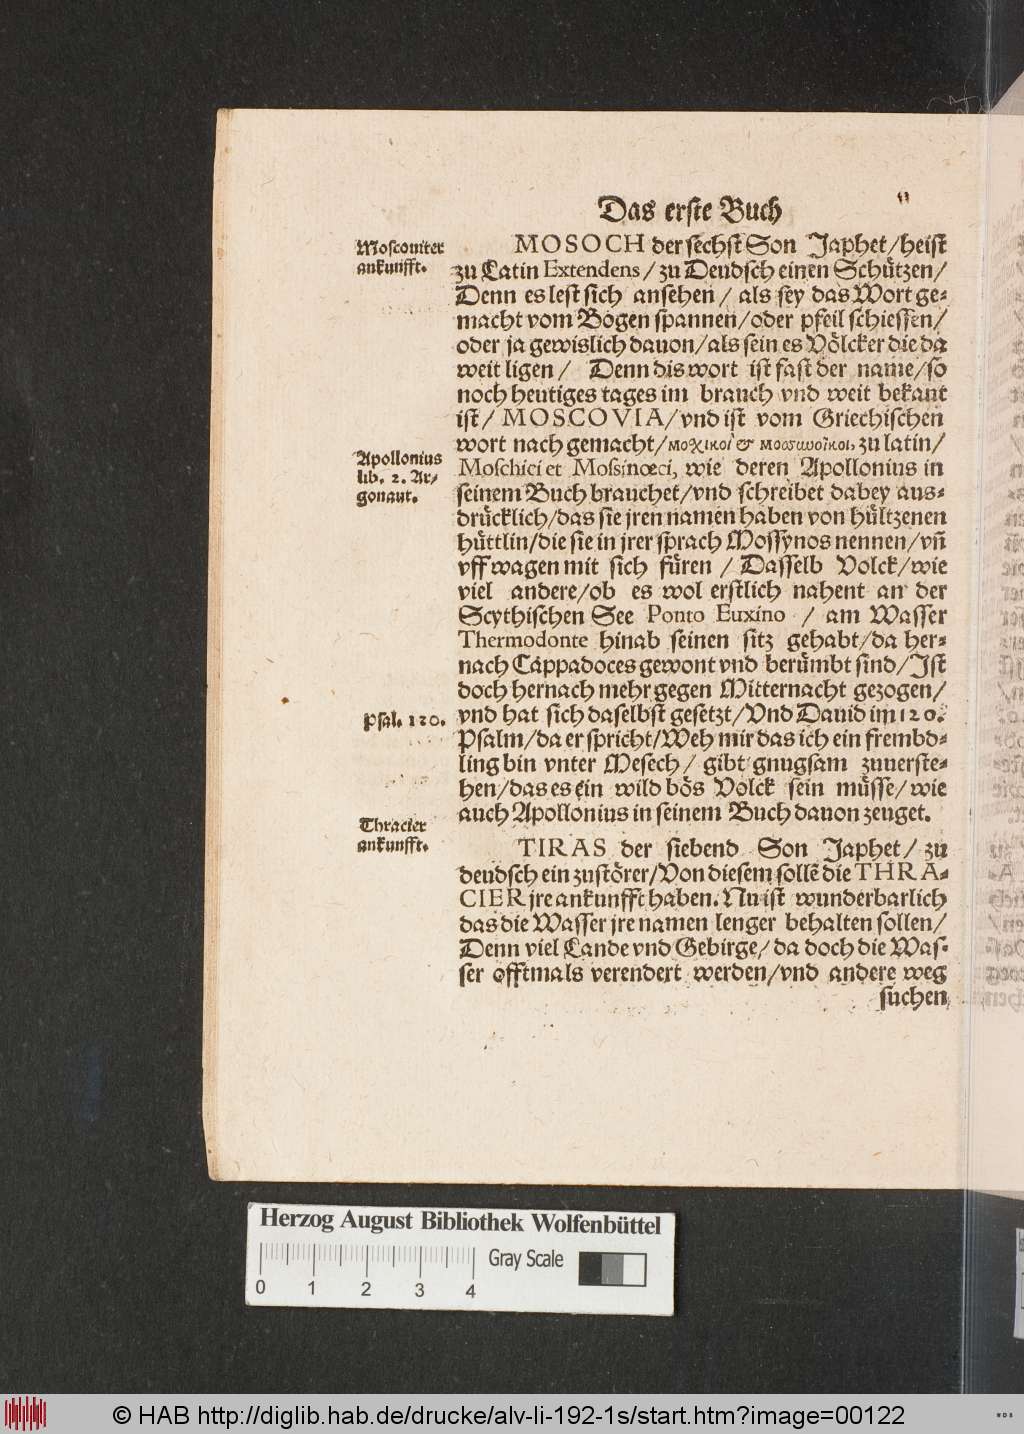 Das erste Buch
Moscouiter
ankunfft.
MOSOCH der sechst Son Japhet/heist
zu Latin Extendens/zu Deudsch einen Schützen/
Denn es lest sich ansehen/als sey das Wort ge-
macht vom Bogen spannen/oder pfeil schiessen/
oder ja gewislich dauon/als sein es Völcker die da
weit ligen/ Denn dis wort ist fast der name/so
noch heutiges tages im brauch vnd weit bekant
ist/MOSCOVIA/vnd ist vom Griechischen
wort nach gemacht/μοχικοὶ & zu latin/
Apollonius
lib. 2. Ar-
gonaut.
Moschici et Moßinœci, wie deren Apollonius in
seinem Buch brauchet/vnd schreibet dabey aus-
drücklich/das sie jren namen haben von hültzenen
hüttlin/die sie in jrer sprach Mossynos nennen/vñ
vff wagen mit sich füren/Dasselb Volck/wie
viel andere/ob es wol erstlich nahent an der
Scythischen See Ponto Euxino/am Wasser
Thermodonte hinab seinen sitz gehabt/da her-
nach Cappadoces gewont vnd berümbt sind/Ist
doch hernach mehr gegen Mitternacht gezogen/
Psal. 120.
vnd hat sich daselbst gesetzt/Vnd Dauid im 120.
Psalm/da er spricht/Weh mir das ich ein frembd-
ling bin vnter Mesech/gibt gnugsam zuuerste-
hen/das es ein wild bös Volck sein müsse/wie
auch Apollonius in seinem Buch dauon zeuget.
Thracier
ankunfft.
TIRAS der siebend Son Japhet/zu
deudsch ein zustörer/Von diesem sollẽ die THRA-
CIER jre ankunfft haben. Nu ist wunderbarlich
das die Wasser jre namen lenger behalten sollen/
Denn viel Lande vnd Gebirge/da doch die Was-
ser offtmals verendert werden/vnd andere weg
suchen
Herzog August Bibliothek Wolfenbüttel
Gray Scale
0 1 2 3 4
© HAB http://diglib.hab.de/drucke/alv-li-192-1s/start.htm?image=00122